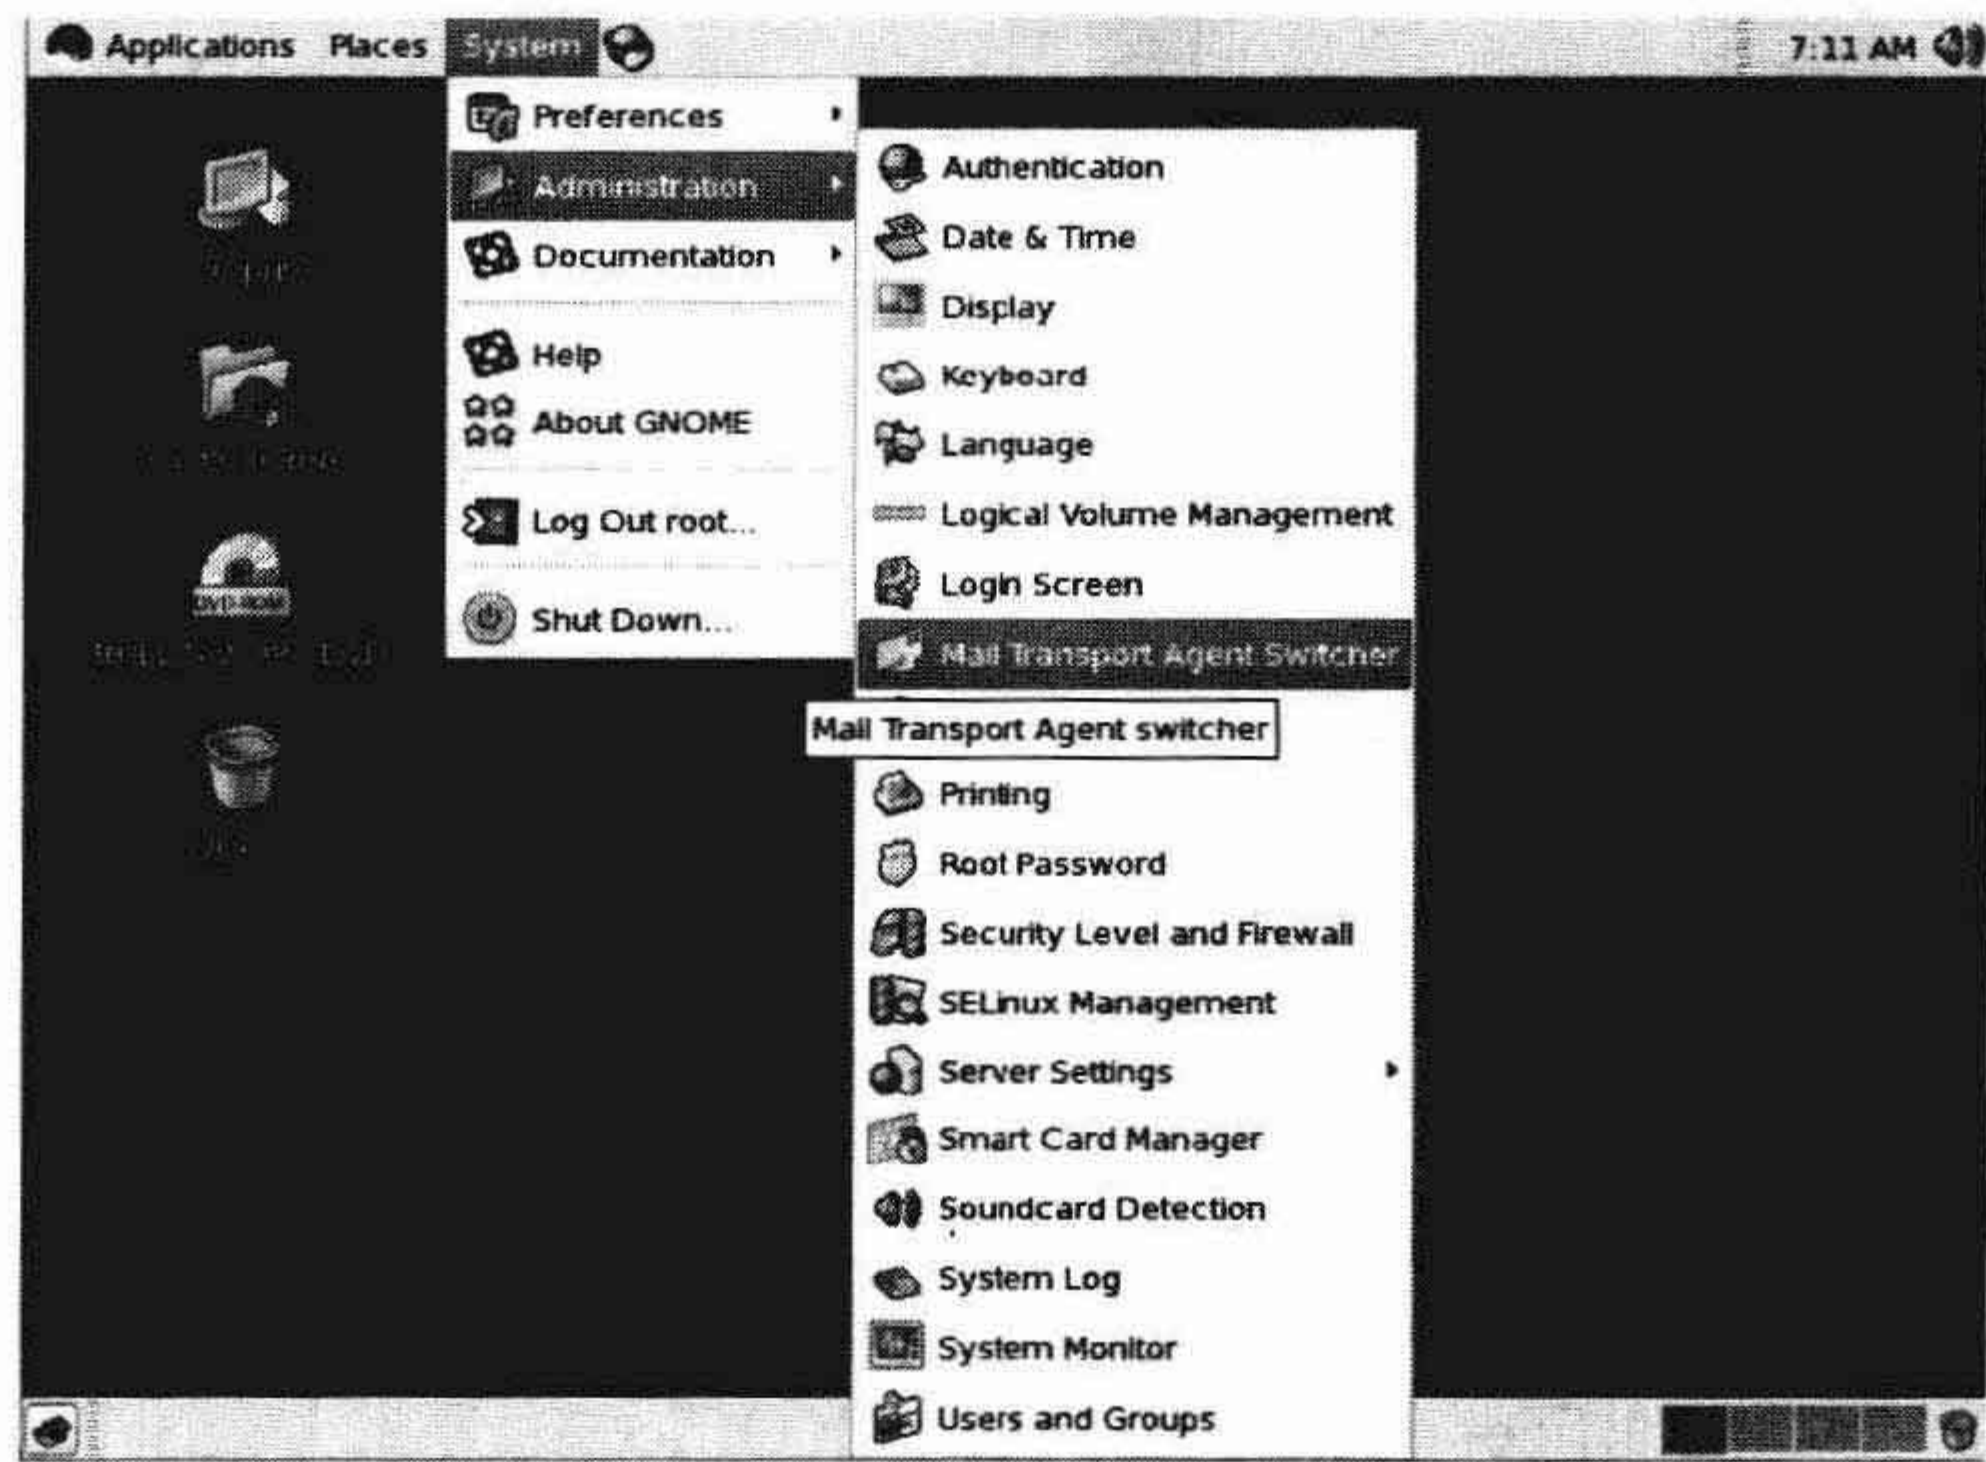 Applications Places System 7:11 AM
Preferences
Administration
Documentation
Help
About GNOME
Log Out root...
Shut Down...
Authentication
Date & Time
Display
Keyboard
Language
Logical Volume Management
Login Screen
Mail Transport Agent Switcher
Mail Transport Agent switcher
Printing
Root Password
Security Level and Firewall
SELinux Management
Server Settings
Smart Card Manager
Soundcard Detection
System Log
System Monitor
Users and Groups